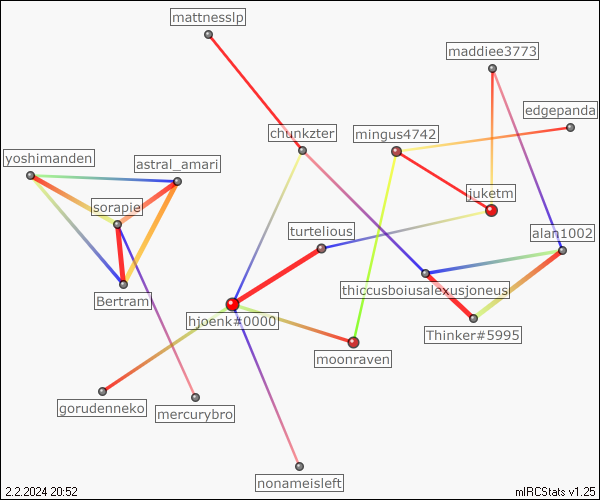 mattnesslp
maddiee3773
edgepanda
chunkzter
mingus4742
yoshimanden
astral_amari
juketm
sorapie
turtelious
alan1002
thiccusboiusalexusjoneus
Bertram
hjoenk#0000
Thinker#5995
moonraven
gorudenneko
mercurybro
nonameisleft
2.2.2024 20:52
mIRCStats v1.25